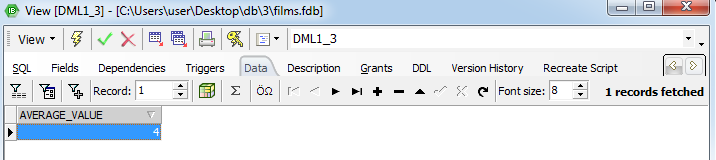 View [DML1_3] - [C:\Users\user\Desktop\db\3\films.fdb]
View DML1_3
SQL Fields Dependencies Triggers Data Description Grants DDL Version History Recreate Script
Record: 1 Σ ÖΩ Font size: 8 1 records fetched
AVERAGE_VALUE
4